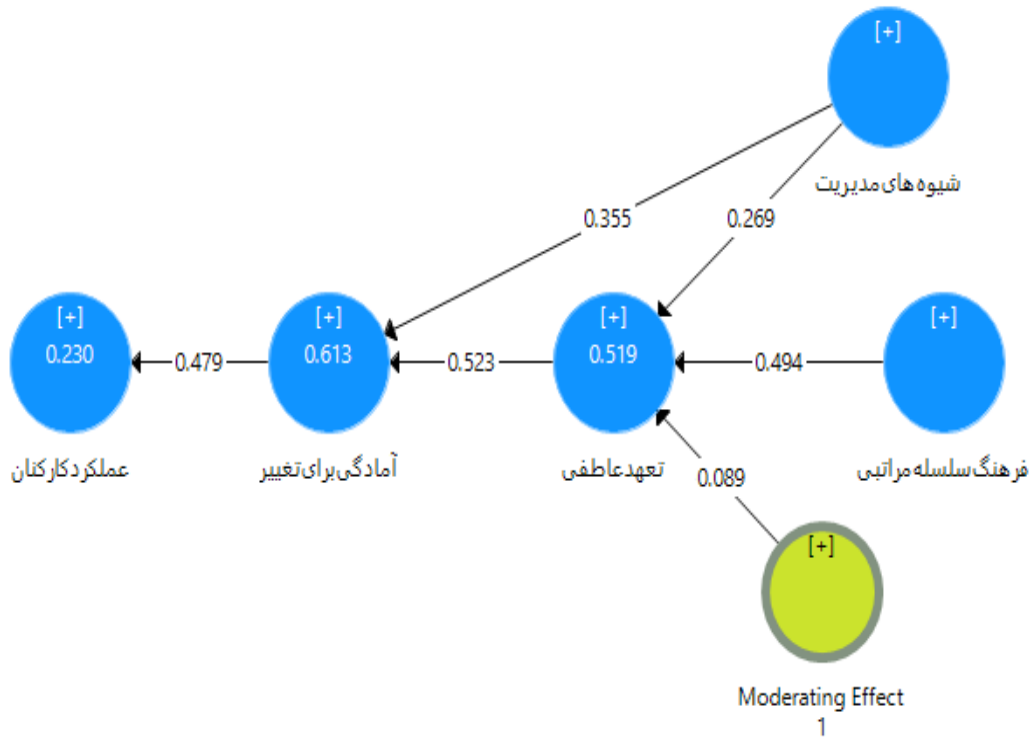 [+]
شیوه های مدیریت
0.355
0.269
[+]
0.230
عملکرد کارکنان
0.479
[+]
0.613
آمادگی برای تغییر
0.523
[+]
0.519
تعهد عاطفی
0.494
[+]
فرهنگ سلسله مراتبی
0.089
[+]
Moderating Effect
1